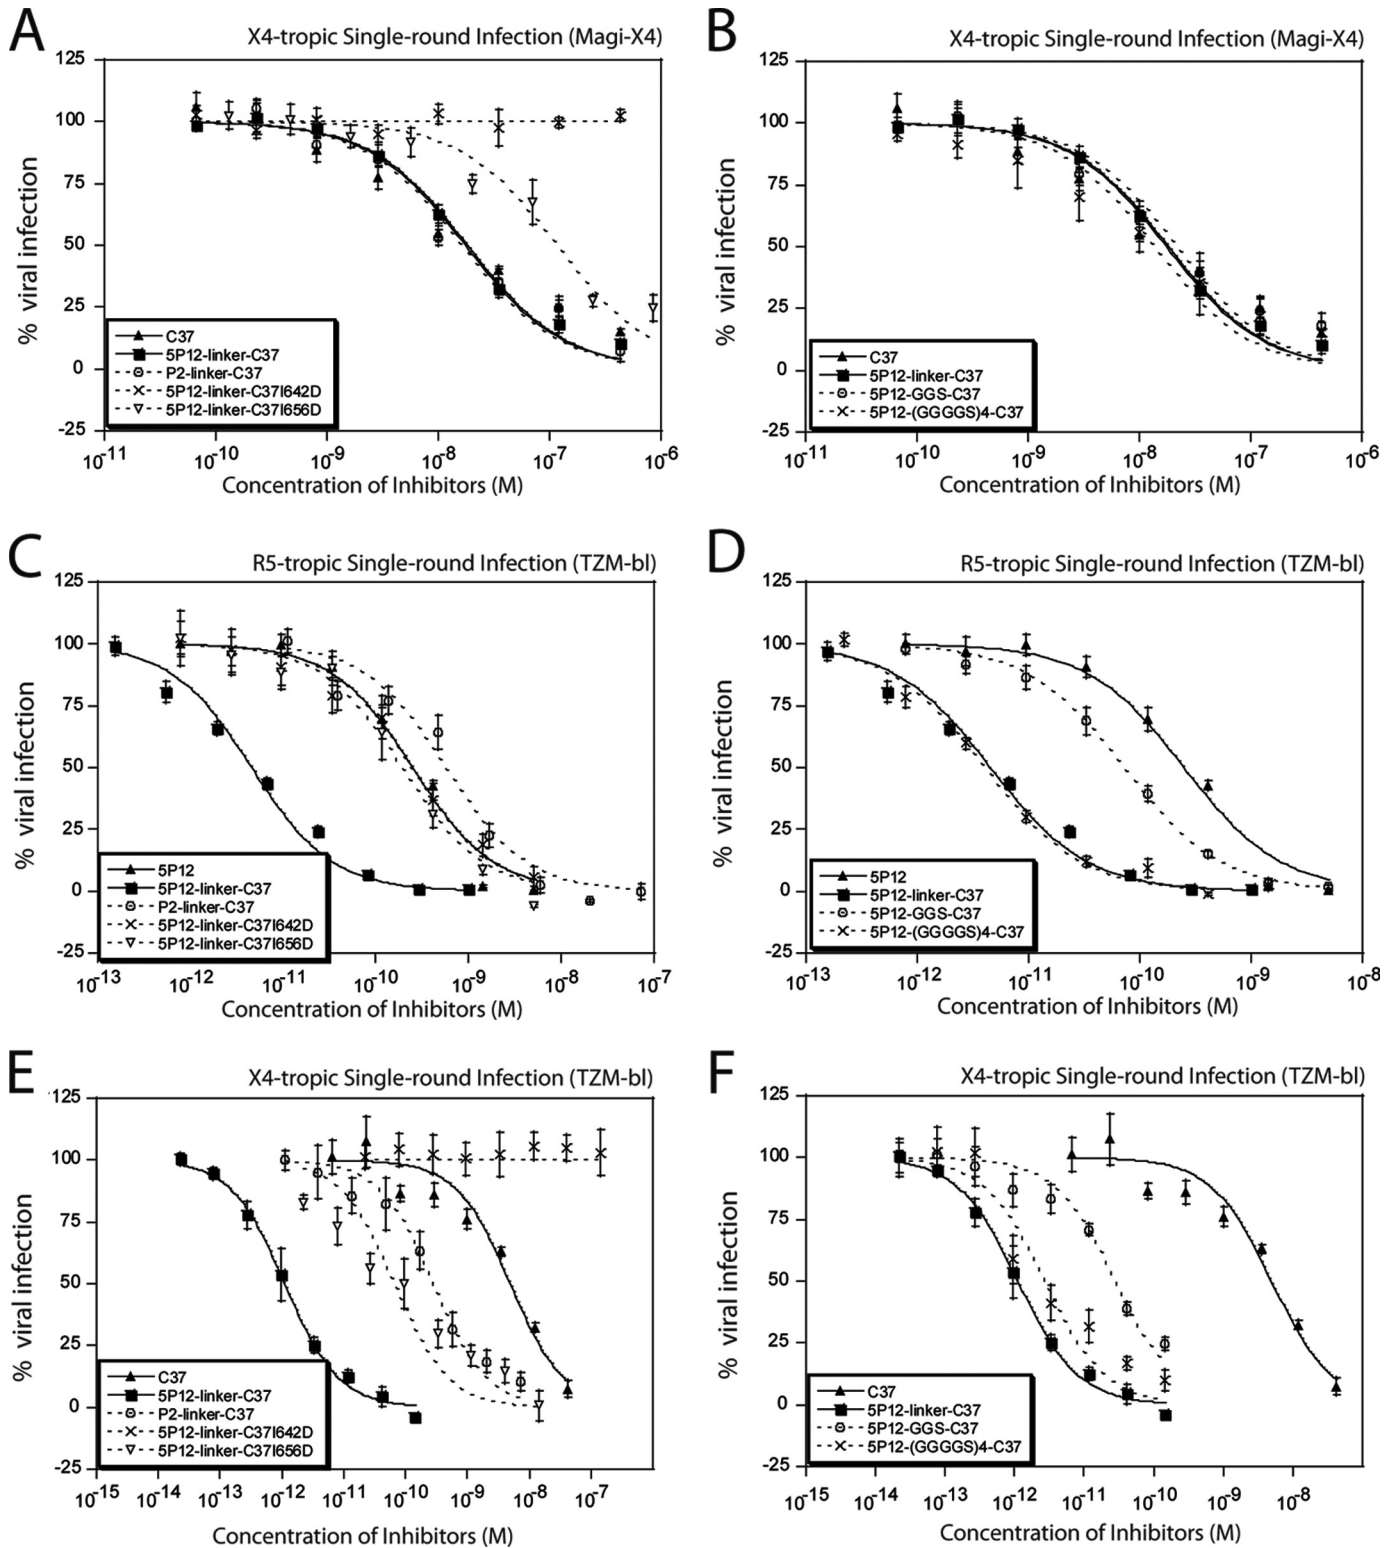 A
X4-tropic Single-round Infection (Magi-X4)
125
100
75
50
25
0
-25
% viral infection
C37
5P12-linker-C37
P2-linker-C37
5P12-linker-C37I642D
5P12-linker-C37I656D
10-11
10-10
10-9
10-8
10-7
10-6
Concentration of Inhibitors (M)
B
X4-tropic Single-round Infection (Magi-X4)
125
100
75
50
25
0
-25
% viral infection
C37
5P12-linker-C37
5P12-GGS-C37
5P12-(GGGGS)4-C37
10-11
10-10
10-9
10-8
10-7
10-6
Concentration of Inhibitors (M)
C
R5-tropic Single-round Infection (TZM-bl)
125
100
75
50
25
0
-25
% viral infection
5P12
5P12-linker-C37
P2-linker-C37
5P12-linker-C37I642D
5P12-linker-C37I656D
10-13
10-12
10-11
10-10
10-9
10-8
10-7
Concentration of Inhibitors (M)
D
R5-tropic Single-round Infection (TZM-bl)
125
100
75
50
25
0
-25
% viral infection
5P12
5P12-linker-C37
5P12-GGS-C37
5P12-(GGGGS)4-C37
10-13
10-12
10-11
10-10
10-9
10-8
Concentration of Inhibitors (M)
E
X4-tropic Single-round Infection (TZM-bl)
125
100
75
50
25
0
-25
% viral infection
C37
5P12-linker-C37
P2-linker-C37
5P12-linker-C37I642D
5P12-linker-C37I656D
10-15
10-14
10-13
10-12
10-11
10-10
10-9
10-8
10-7
Concentration of Inhibitors (M)
F
X4-tropic Single-round Infection (TZM-bl)
125
100
75
50
25
0
-25
% viral infection
C37
5P12-linker-C37
5P12-GGS-C37
5P12-(GGGGS)4-C37
10-15
10-14
10-13
10-12
10-11
10-10
10-9
10-8
Concentration of Inhibitors (M)